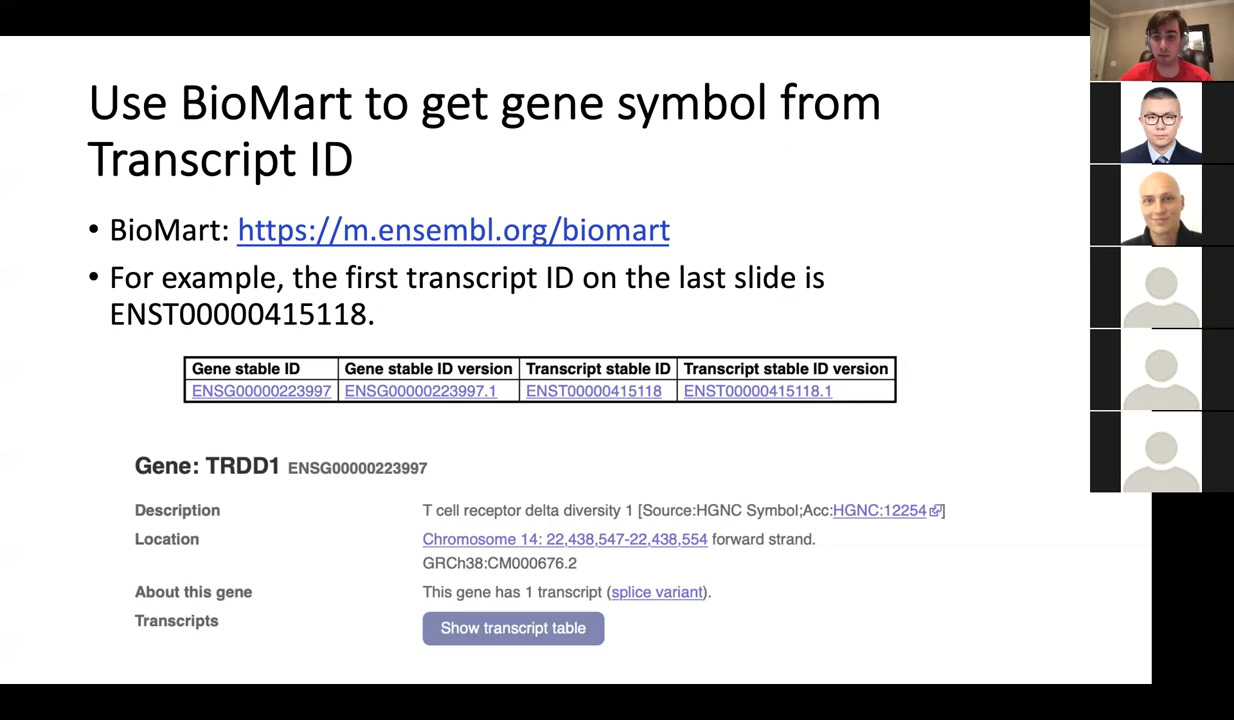 Use BioMart to get gene symbol from
Transcript ID
• BioMart: https://m.ensembl.org/biomart
• For example, the first transcript ID on the last slide is
ENST00000415118.
Gene stable ID Gene stable ID version Transcript stable ID Transcript stable ID version
ENSG00000223997 ENSG00000223997.1 ENST00000415118 ENST00000415118.1
Gene: TRDD1 ENSG00000223997
Description T cell receptor delta diversity 1 [Source:HGNC Symbol;Acc:HGNC:12254]
Location Chromosome 14: 22,438,547-22,438,554 forward strand.
GRCh38:CM000676.2
About this gene This gene has 1 transcript (splice variant).
Transcripts Show transcript table